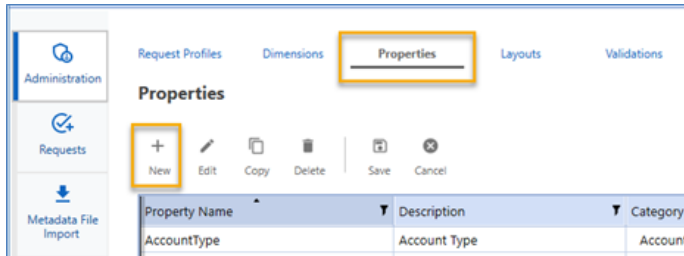 Administration
Requests
Metadata File
Import
Request Profiles Dimensions Properties Layouts Validations
Properties
New Edit Copy Delete Save Cancel
Property Name Description Category
AccountType Account Type Accoun